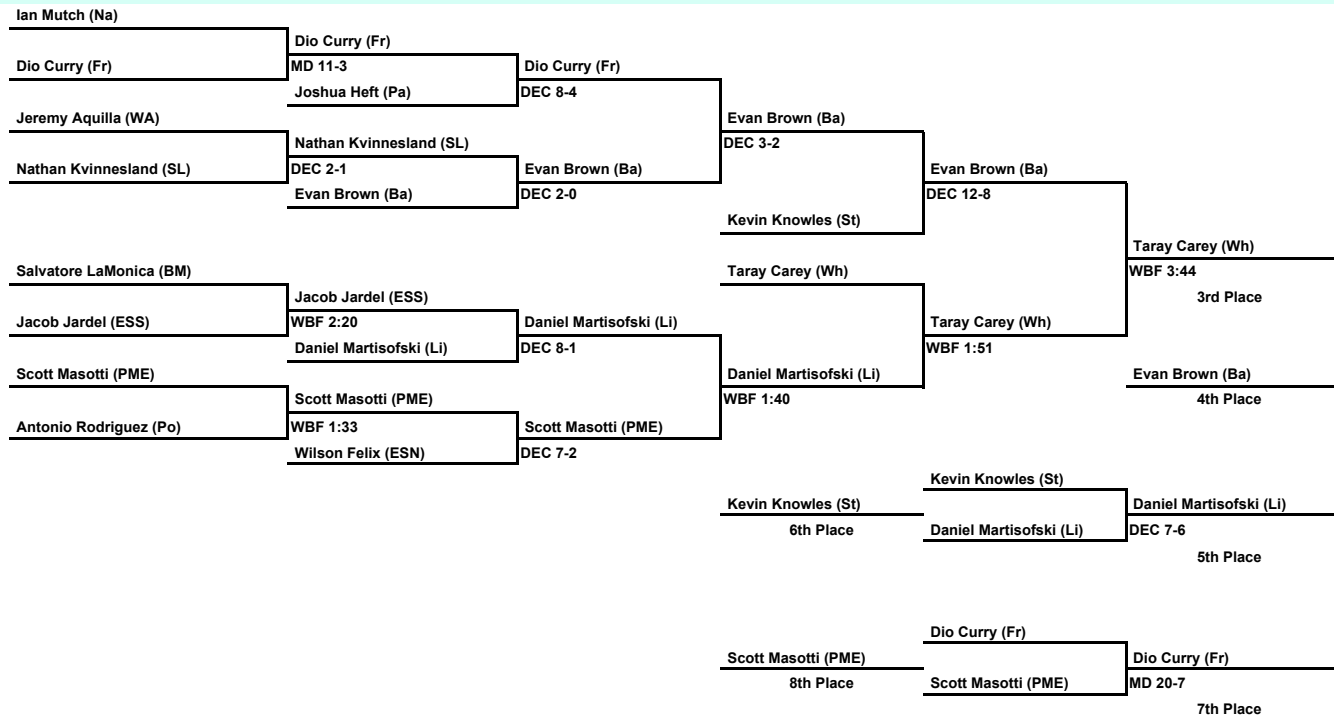 Ian Mutch (Na)
Dio Curry (Fr)
Dio Curry (Fr)
MD 11-3
Dio Curry (Fr)
Joshua Heft (Pa)
DEC 8-4
Jeremy Aquilla (WA)
Evan Brown (Ba)
Nathan Kvinnesland (SL)
DEC 3-2
Nathan Kvinnesland (SL)
DEC 2-1
Evan Brown (Ba)
Evan Brown (Ba)
Evan Brown (Ba)
DEC 2-0
DEC 12-8
Kevin Knowles (St)
Taray Carey (Wh)
Salvatore LaMonica (BM)
Taray Carey (Wh)
WBF 3:44
Jacob Jardel (ESS)
3rd Place
Jacob Jardel (ESS)
WBF 2:20
Daniel Martisofski (Li)
Taray Carey (Wh)
Daniel Martisofski (Li)
DEC 8-1
WBF 1:51
Scott Masotti (PME)
Daniel Martisofski (Li)
Evan Brown (Ba)
Scott Masotti (PME)
WBF 1:40
4th Place
Antonio Rodriguez (Po)
WBF 1:33
Scott Masotti (PME)
Wilson Felix (ESN)
DEC 7-2
Kevin Knowles (St)
Kevin Knowles (St)
Daniel Martisofski (Li)
6th Place
Daniel Martisofski (Li)
DEC 7-6
5th Place
Dio Curry (Fr)
Scott Masotti (PME)
Dio Curry (Fr)
8th Place
Scott Masotti (PME)
MD 20-7
7th Place